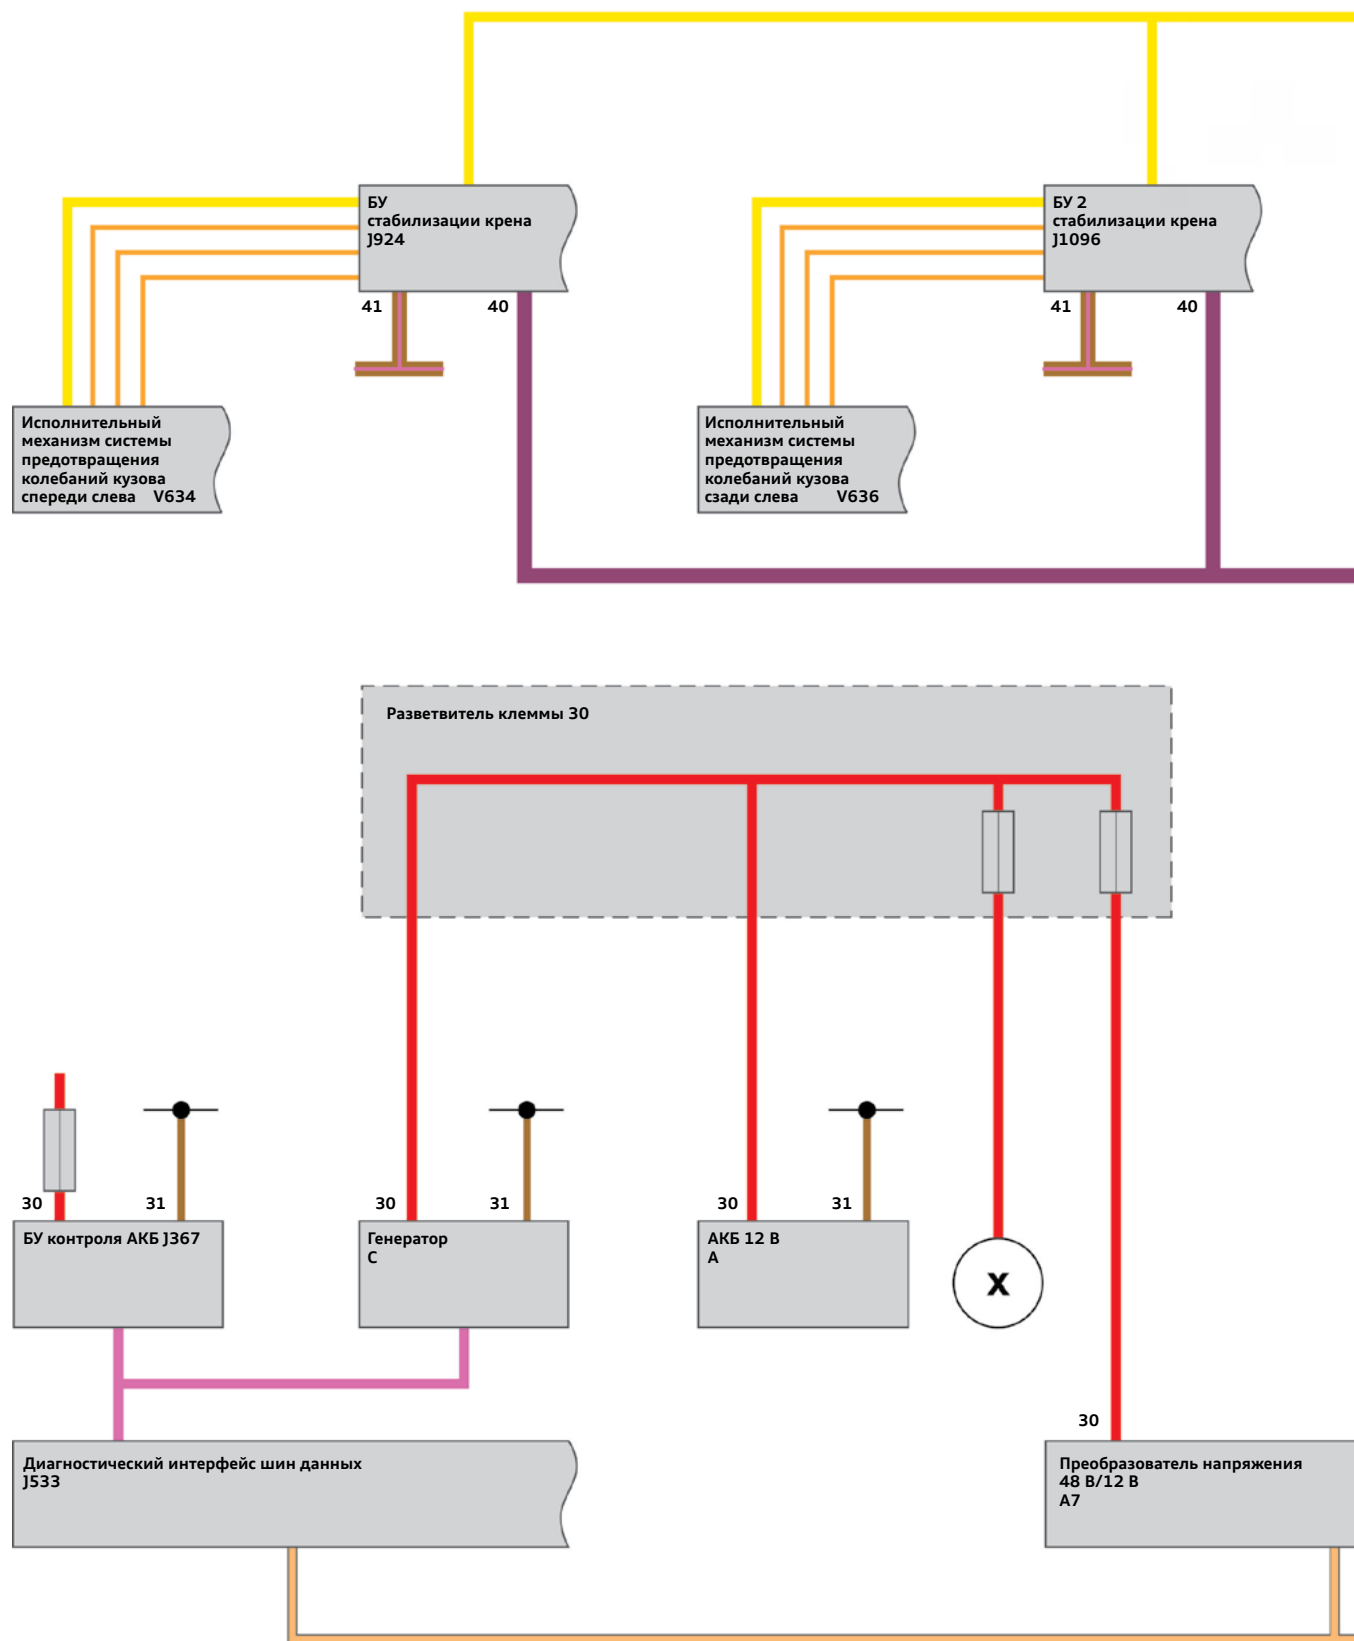 БУ
стабилизации крена
J924
БУ 2
стабилизации крена
J1096
41
40
41
40
Исполнительный
механизм системы
предотвращения
колебаний кузова
спереди слева V634
Исполнительный
механизм системы
предотвращения
колебаний кузова
сзади слева V636
Разветвитель клеммы 30
30
31
30
31
30
31
БУ контроля АКБ J367
Генератор
C
АКБ 12 В
A
X
30
Диагностический интерфейс шин данных
J533
Преобразователь напряжения
48 В/12 В
A7